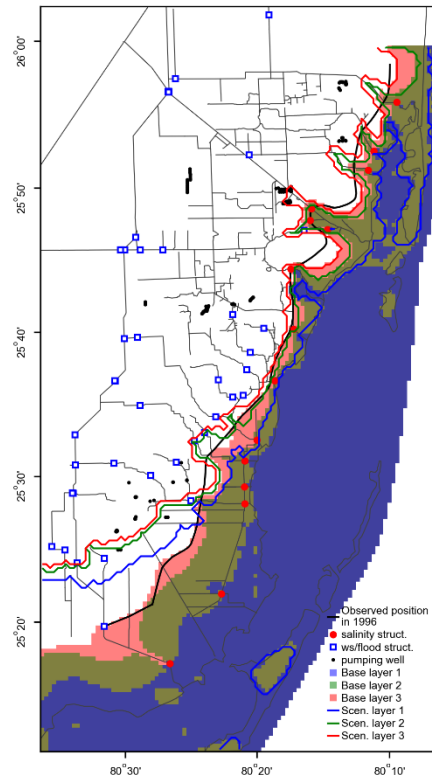 26°00'
25°50'
25°40'
25°30'
25°20'
Observed position
in 1996
salinity struct.
ws/flood struct.
pumping well
Base layer 1
Base layer 2
Base layer 3
Scen. layer 1
Scen. layer 2
Scen. layer 3
80°30' 80°20' 80°10'